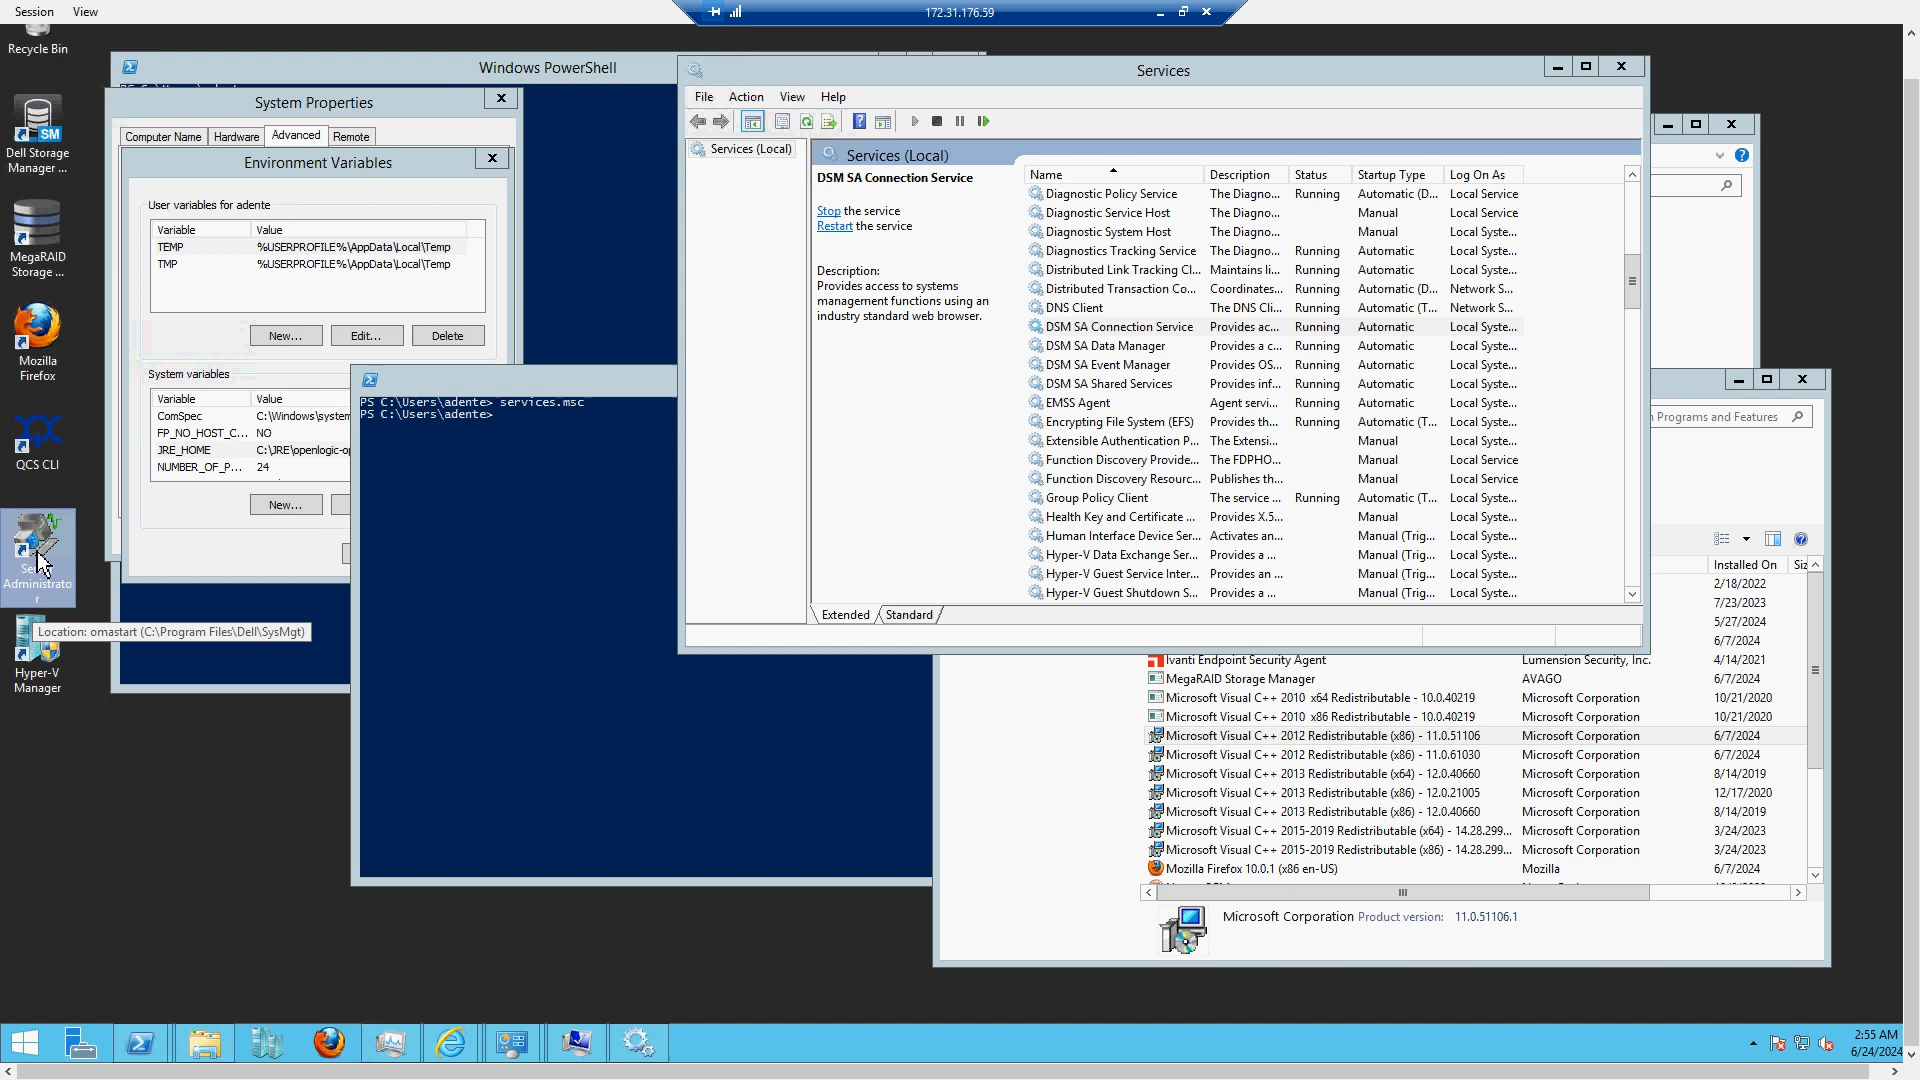 Session View
172.31.176.59
Recycle Bin
Dell Storage
Manager ...
MegaRAID
Storage ...
Mozilla
Firefox
QCS CLI
Administrato
r
Location: omastart (C:\Program Files\Dell\SysMgt)
Hyper-V
Manager
Windows PowerShell
System Properties
Computer Name Hardware Advanced Remote
Environment Variables
User variables for adente
Variable Value
TEMP %USERPROFILE%\AppData\Local\Temp
TMP %USERPROFILE%\AppData\Local\Temp
New... Edit... Delete
System variables
Variable Value
ComSpec C:\Windows\system
FP_NO_HOST_C... NO
JRE_HOME C:\JRE\openlogic-op
NUMBER_OF_P... 24
New...
PS C:\Users\adente> services.msc
PS C:\Users\adente>
Services
File Action View Help
Services (Local)
Services (Local)
DSM SA Connection Service
Stop the service
Restart the service
Description:
Provides access to systems
management functions using an
industry standard web browser.
Name Description Status Startup Type Log On As
Diagnostic Policy Service The Diagno... Running Automatic (D... Local Service
Diagnostic Service Host The Diagno... Manual Local Service
Diagnostic System Host The Diagno... Manual Local Syste...
Diagnostics Tracking Service The Diagno... Running Automatic Local Syste...
Distributed Link Tracking Cl... Maintains li... Running Automatic Local Syste...
Distributed Transaction Co... Coordinates... Running Automatic (D... Network S...
DNS Client The DNS Cli... Running Automatic (T... Network S...
DSM SA Connection Service Provides ac... Running Automatic Local Syste...
DSM SA Data Manager Provides a c... Running Automatic Local Syste...
DSM SA Event Manager Provides OS... Running Automatic Local Syste...
DSM SA Shared Services Provides inf... Running Automatic Local Syste...
EMSS Agent Agent servi... Running Automatic Local Syste...
Encrypting File System (EFS) Provides th... Running Automatic (T... Local Syste...
Extensible Authentication P... The Extensi... Manual Local Syste...
Function Discovery Provide... The FDPHO... Manual Local Service
Function Discovery Resourc... Publishes th... Manual Local Service
Group Policy Client The service ... Running Automatic (T... Local Syste...
Health Key and Certificate ... Provides X.5... Manual Local Syste...
Human Interface Device Ser... Activates an... Manual (Trig... Local Syste...
Hyper-V Data Exchange Ser... Provides a ... Manual (Trig... Local Syste...
Hyper-V Guest Service Inter... Provides an ... Manual (Trig... Local Syste...
Hyper-V Guest Shutdown S... Provides a ... Manual (Trig... Local Syste...
Extended Standard
Programs and Features
Installed On Siz
2/18/2022
7/23/2023
5/27/2024
6/7/2024
Ivanti Endpoint Security Agent Lumension Security, Inc. 4/14/2021
MegaRAID Storage Manager AVAGO 6/7/2024
Microsoft Visual C++ 2010 x64 Redistributable - 10.0.40219 Microsoft Corporation 10/21/2020
Microsoft Visual C++ 2010 x86 Redistributable - 10.0.40219 Microsoft Corporation 10/21/2020
Microsoft Visual C++ 2012 Redistributable (x86) - 11.0.51106 Microsoft Corporation 6/7/2024
Microsoft Visual C++ 2012 Redistributable (x86) - 11.0.61030 Microsoft Corporation 6/7/2024
Microsoft Visual C++ 2013 Redistributable (x64) - 12.0.40660 Microsoft Corporation 8/14/2019
Microsoft Visual C++ 2013 Redistributable (x86) - 12.0.21005 Microsoft Corporation 12/17/2020
Microsoft Visual C++ 2013 Redistributable (x86) - 12.0.40660 Microsoft Corporation 8/14/2019
Microsoft Visual C++ 2015-2019 Redistributable (x64) - 14.28.299... Microsoft Corporation 3/24/2023
Microsoft Visual C++ 2015-2019 Redistributable (x86) - 14.28.299... Microsoft Corporation 3/24/2023
Mozilla Firefox 10.0.1 (x86 en-US) Mozilla 6/7/2024
Microsoft Corporation Product version: 11.0.51106.1
2:55 AM
6/24/2024